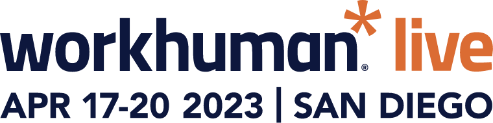 workhuman*® live
APR 17-20 2023 | SAN DIEGO